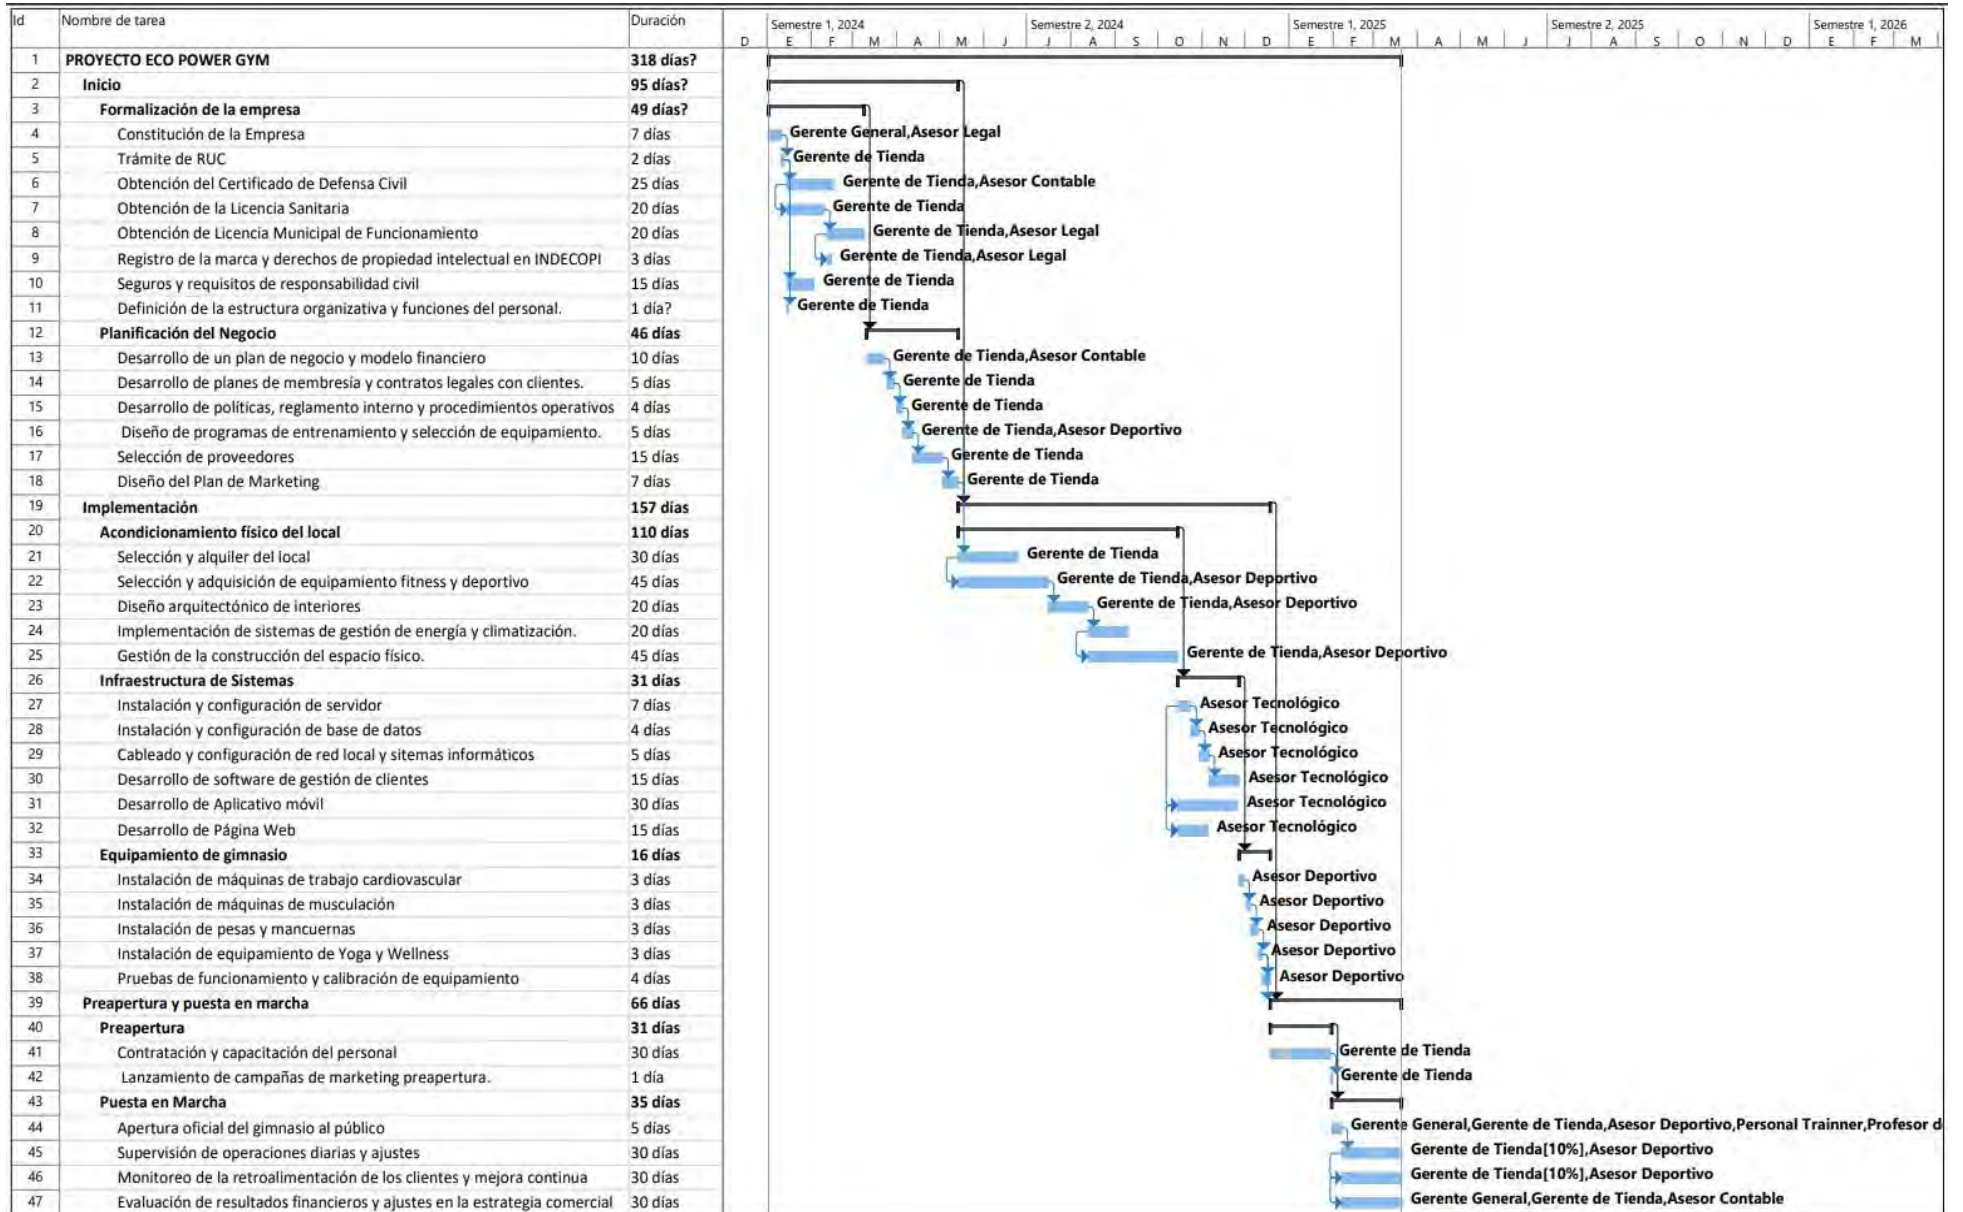 Id Nombre de tarea Duración Semestre 1, 2024 Semestre 2, 2024 Semestre 1, 2025 Semestre 2, 2025 Semestre 1, 2026
D E F M A M J J A S O N D E F M A M J J A S O N D E F M
1 PROYECTO ECO POWER GYM 318 días?
2 Inicio 95 días?
3 Formalización de la empresa 49 días?
4 Constitución de la Empresa 7 días Gerente General,Asesor Legal
5 Trámite de RUC 2 días Gerente de Tienda
6 Obtención del Certificado de Defensa Civil 25 días Gerente de Tienda,Asesor Contable
7 Obtención de la Licencia Sanitaria 20 días Gerente de Tienda
8 Obtención de Licencia Municipal de Funcionamiento 20 días Gerente de Tienda,Asesor Legal
9 Registro de la marca y derechos de propiedad intelectual en INDECOPI 3 días Gerente de Tienda,Asesor Legal
10 Seguros y requisitos de responsabilidad civil 15 días Gerente de Tienda
11 Definición de la estructura organizativa y funciones del personal. 1 día? Gerente de Tienda
12 Planificación del Negocio 46 días
13 Desarrollo de un plan de negocio y modelo financiero 10 días Gerente de Tienda,Asesor Contable
14 Desarrollo de planes de membresía y contratos legales con clientes. 5 días Gerente de Tienda
15 Desarrollo de políticas, reglamento interno y procedimientos operativos 4 días Gerente de Tienda
16 Diseño de programas de entrenamiento y selección de equipamiento. 5 días Gerente de Tienda,Asesor Deportivo
17 Selección de proveedores 15 días Gerente de Tienda
18 Diseño del Plan de Marketing 7 días Gerente de Tienda
19 Implementación 157 días
20 Acondicionamiento físico del local 110 días
21 Selección y alquiler del local 30 días Gerente de Tienda
22 Selección y adquisición de equipamiento fitness y deportivo 45 días Gerente de Tienda,Asesor Deportivo
23 Diseño arquitectónico de interiores 20 días Gerente de Tienda,Asesor Deportivo
24 Implementación de sistemas de gestión de energía y climatización. 20 días
25 Gestión de la construcción del espacio físico. 45 días Gerente de Tienda,Asesor Deportivo
26 Infraestructura de Sistemas 31 días
27 Instalación y configuración de servidor 7 días Asesor Tecnológico
28 Instalación y configuración de base de datos 4 días Asesor Tecnológico
29 Cableado y configuración de red local y sitemas informáticos 5 días Asesor Tecnológico
30 Desarrollo de software de gestión de clientes 15 días Asesor Tecnológico
31 Desarrollo de Aplicativo móvil 30 días Asesor Tecnológico
32 Desarrollo de Página Web 15 días Asesor Tecnológico
33 Equipamiento de gimnasio 16 días
34 Instalación de máquinas de trabajo cardiovascular 3 días Asesor Deportivo
35 Instalación de máquinas de musculación 3 días Asesor Deportivo
36 Instalación de pesas y mancuernas 3 días Asesor Deportivo
37 Instalación de equipamiento de Yoga y Wellness 3 días Asesor Deportivo
38 Pruebas de funcionamiento y calibración de equipamiento 4 días Asesor Deportivo
39 Preapertura y puesta en marcha 66 días
40 Preapertura 31 días
41 Contratación y capacitación del personal 30 días Gerente de Tienda
42 Lanzamiento de campañas de marketing preapertura. 1 día Gerente de Tienda
43 Puesta en Marcha 35 días
44 Apertura oficial del gimnasio al público 5 días Gerente General,Gerente de Tienda,Asesor Deportivo,Personal Trainner,Profesor d
45 Supervisión de operaciones diarias y ajustes 30 días Gerente de Tienda[10%],Asesor Deportivo
46 Monitoreo de la retroalimentación de los clientes y mejora continua 30 días Gerente de Tienda[10%],Asesor Deportivo
47 Evaluación de resultados financieros y ajustes en la estrategia comercial 30 días Gerente General,Gerente de Tienda,Asesor Contable